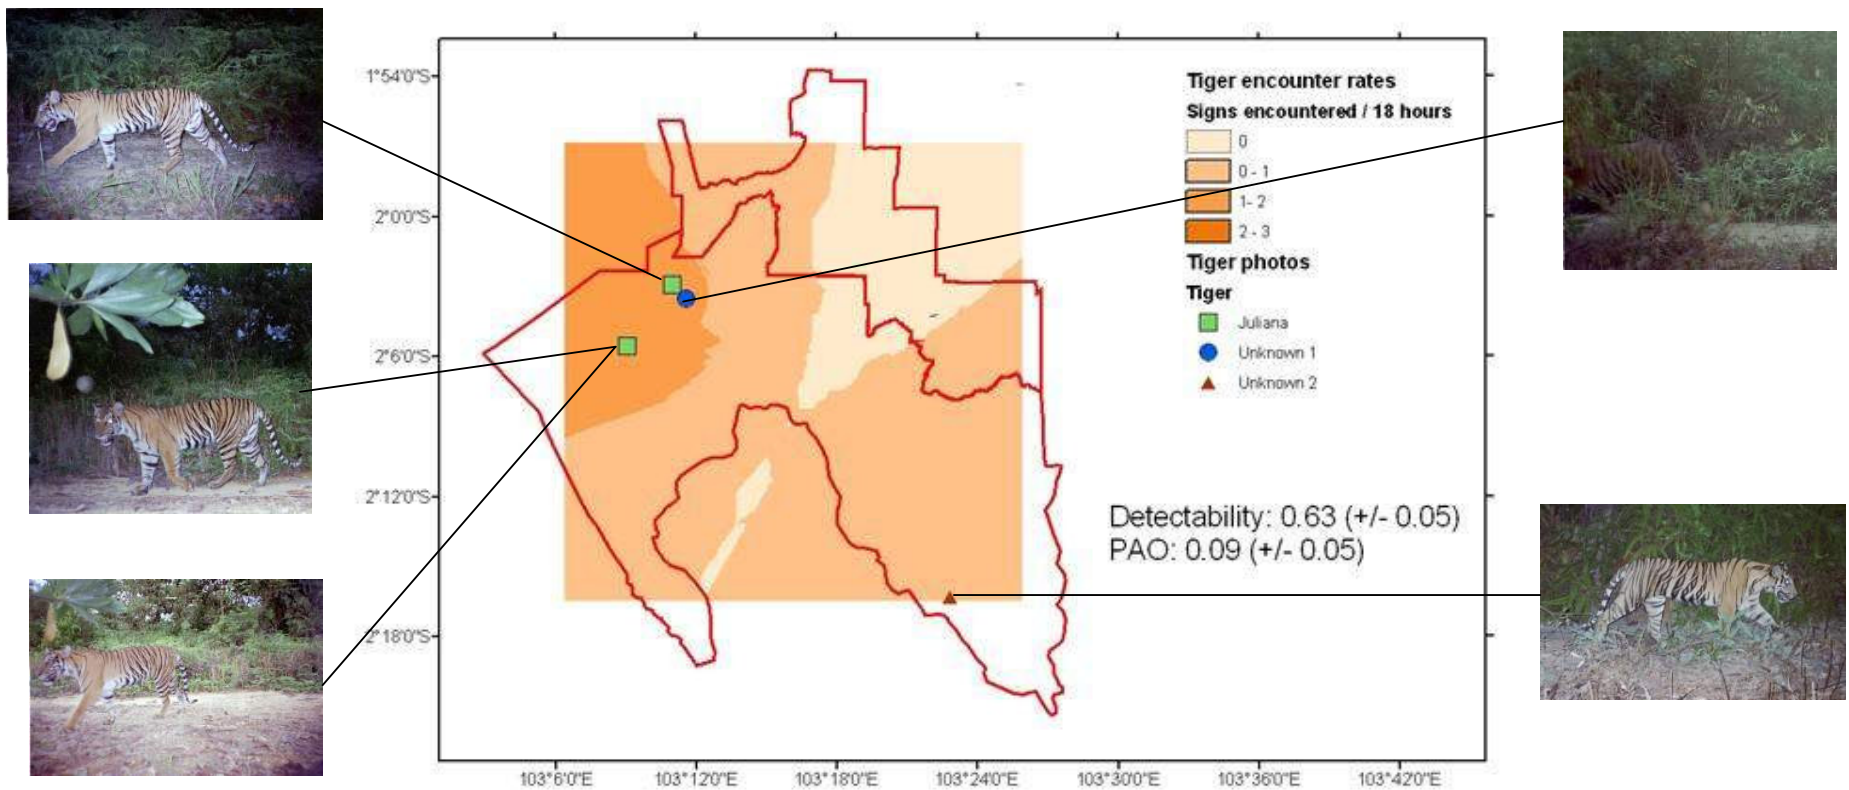 1°54'0"S
2°0'0"S
2°6'0"S
2°12'0"S
2°18'0"S
103°6'0"E
103°12'0"E
103°18'0"E
103°24'0"E
103°30'0"E
103°36'0"E
103°42'0"E
Tiger encounter rates
Signs encountered / 18 hours
0
0 - 1
1- 2
2 - 3
Tiger photos
Tiger
Juliana
Unknown 1
Unknown 2
Detectability: 0.63 (+/- 0.05)
PAO: 0.09 (+/- 0.05)